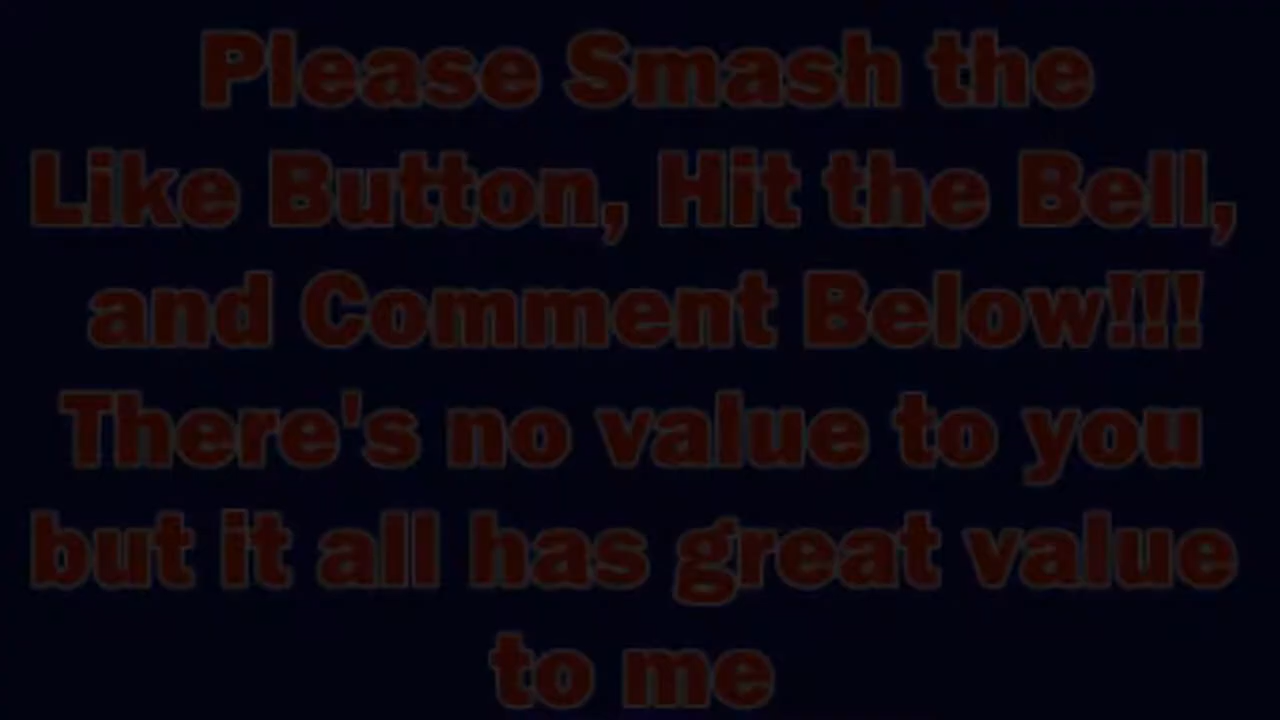 Please Smash the
Like Button, Hit the Bell,
and Comment Below!!!
There's no value to you
but it all has great value
to me